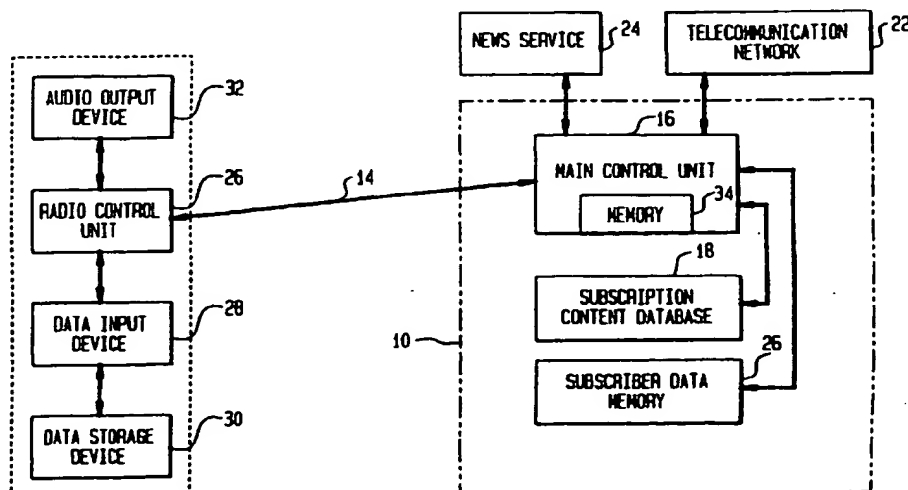 NEWS SERVICE
24
TELECOMMUNICATION
NETWORK
22
AUDIO OUTPUT
DEVICE
32
RADIO CONTROL
UNIT
26
14
16
MAIN CONTROL UNIT
MEMORY
34
DATA INPUT
DEVICE
28
18
SUBSCRIPTION
CONTENT DATABASE
10
SUBSCRIBER DATA
MEMORY
26
DATA STORAGE
DEVICE
30